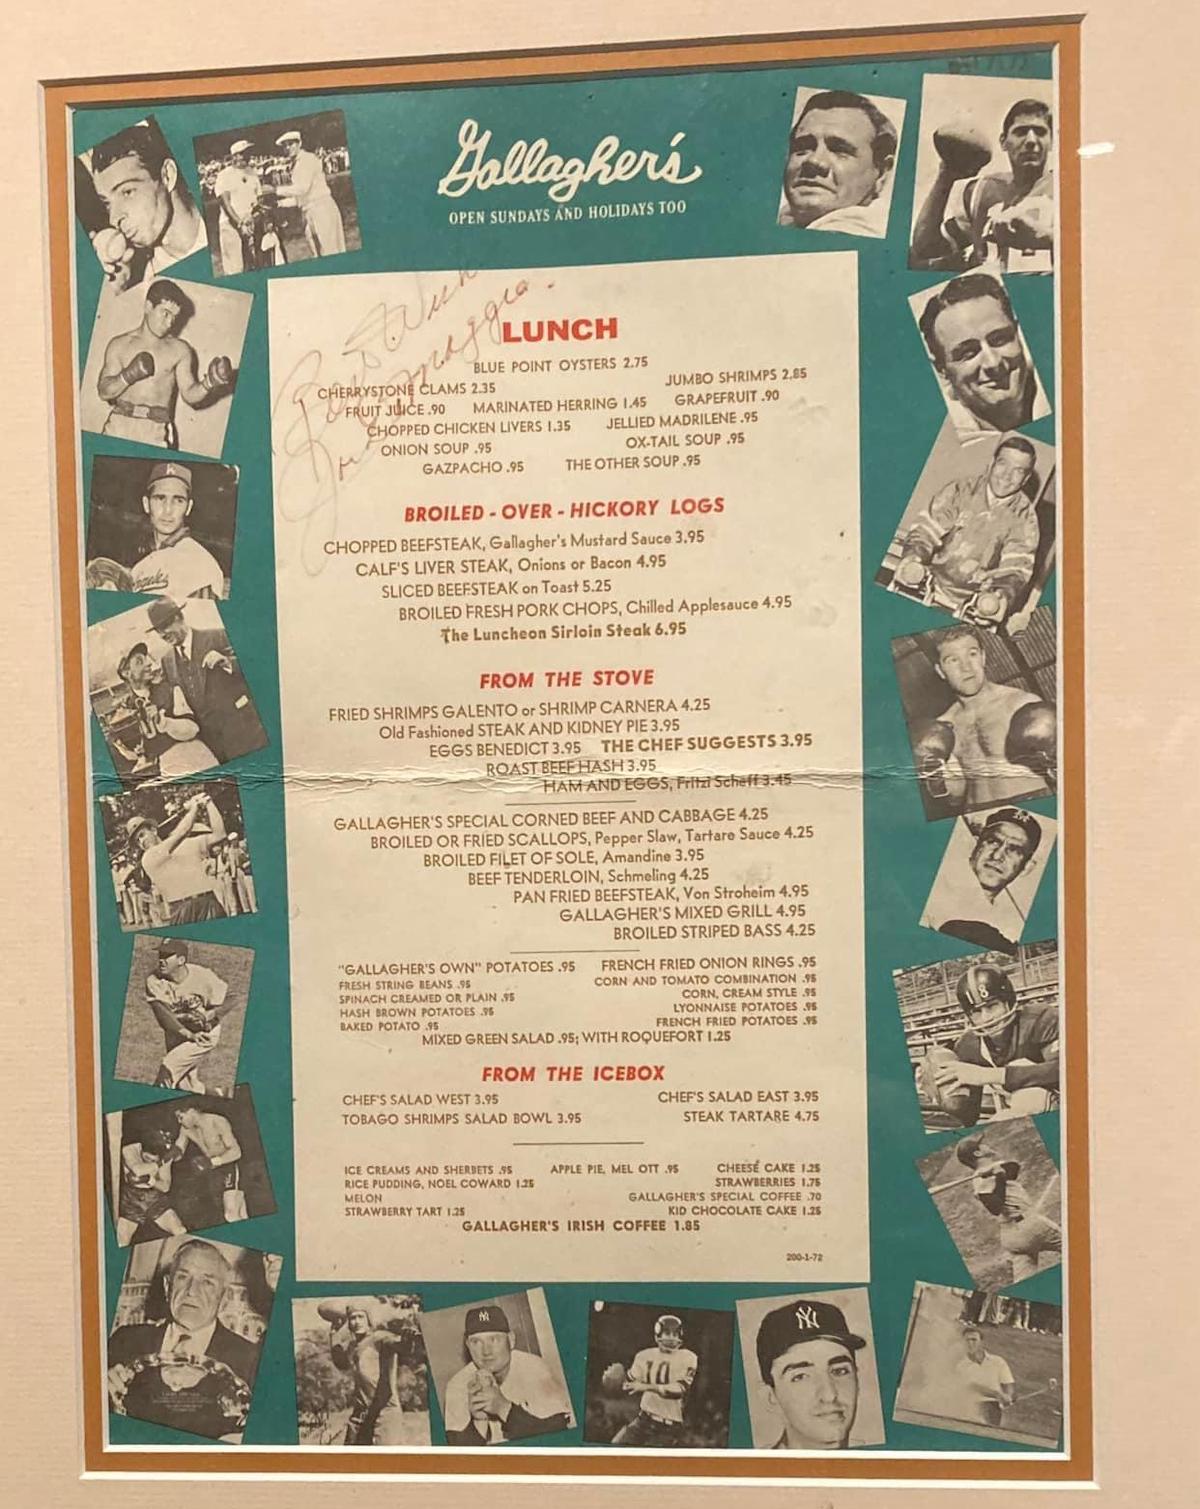 Gallagher's
OPEN SUNDAYS AND HOLIDAYS TOO
Best Wish
Joe Dimaggio.
LUNCH
BLUE POINT OYSTERS 2.75
CHERRYSTONE CLAMS 2.35 JUMBO SHRIMPS 2.85
FRUIT JUICE .90 MARINATED HERRING 1.45 GRAPEFRUIT .90
CHOPPED CHICKEN LIVERS 1.35 JELLIED MADRILENE .95
ONION SOUP .95 OX-TAIL SOUP .95
GAZPACHO .95 THE OTHER SOUP .95
BROILED - OVER - HICKORY LOGS
CHOPPED BEEFSTEAK, Gallagher's Mustard Sauce 3.95
CALF'S LIVER STEAK, Onions or Bacon 4.95
SLICED BEEFSTEAK on Toast 5.25
BROILED FRESH PORK CHOPS, Chilled Applesauce 4.95
The Luncheon Sirloin Steak 6.95
FROM THE STOVE
FRIED SHRIMPS GALENTO or SHRIMP CARNERA 4.25
Old Fashioned STEAK AND KIDNEY PIE 3.95
EGGS BENEDICT 3.95 THE CHEF SUGGESTS 3.95
ROAST BEEF HASH 3.95
HAM AND EGGS, Fritzi Scheff 3.45
GALLAGHER'S SPECIAL CORNED BEEF AND CABBAGE 4.25
BROILED OR FRIED SCALLOPS, Pepper Slaw, Tartare Sauce 4.25
BROILED FILET OF SOLE, Amandine 3.95
BEEF TENDERLOIN, Schmeling 4.25
PAN FRIED BEEFSTEAK, Von Stroheim 4.95
GALLAGHER'S MIXED GRILL 4.95
BROILED STRIPED BASS 4.25
"GALLAGHER'S OWN" POTATOES .95 FRENCH FRIED ONION RINGS .95
FRESH STRING BEANS .95 CORN AND TOMATO COMBINATION .95
SPINACH CREAMED OR PLAIN .95 CORN, CREAM STYLE .95
HASH BROWN POTATOES .95 LYONNAISE POTATOES .95
BAKED POTATO .95 FRENCH FRIED POTATOES .95
MIXED GREEN SALAD .95; WITH ROQUEFORT 1.25
FROM THE ICEBOX
CHEF'S SALAD WEST 3.95 CHEF'S SALAD EAST 3.95
TOBAGO SHRIMPS SALAD BOWL 3.95 STEAK TARTARE 4.75
ICE CREAMS AND SHERBETS .95 APPLE PIE, MEL OTT .95 CHEESE CAKE 1.25
RICE PUDDING, NOEL COWARD 1.25 STRAWBERRIES 1.75
MELON GALLAGHER'S SPECIAL COFFEE .70
STRAWBERRY TART 1.25 KID CHOCOLATE CAKE 1.25
GALLAGHER'S IRISH COFFEE 1.85
200-1-72
18
NY
10
NY